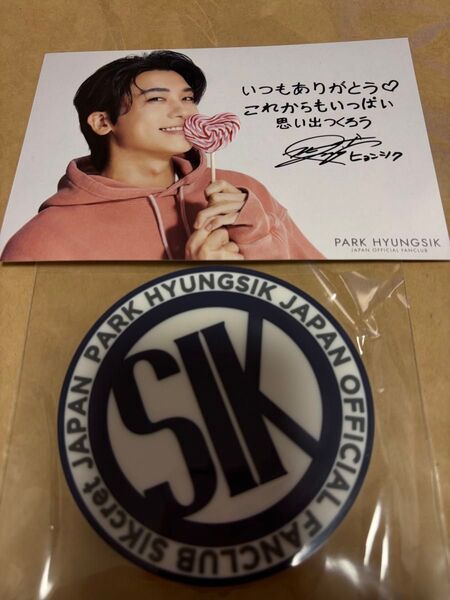 いつもありがとう♡
これからもいっぱい
思い出つくろう
ヒョンシク
PARK HYUNGSIK
JAPAN OFFICIAL FANCLUB
PARK HYUNGSIK JAPAN OFFICIAL FANCLUB SIKcret JAPAN
SIK